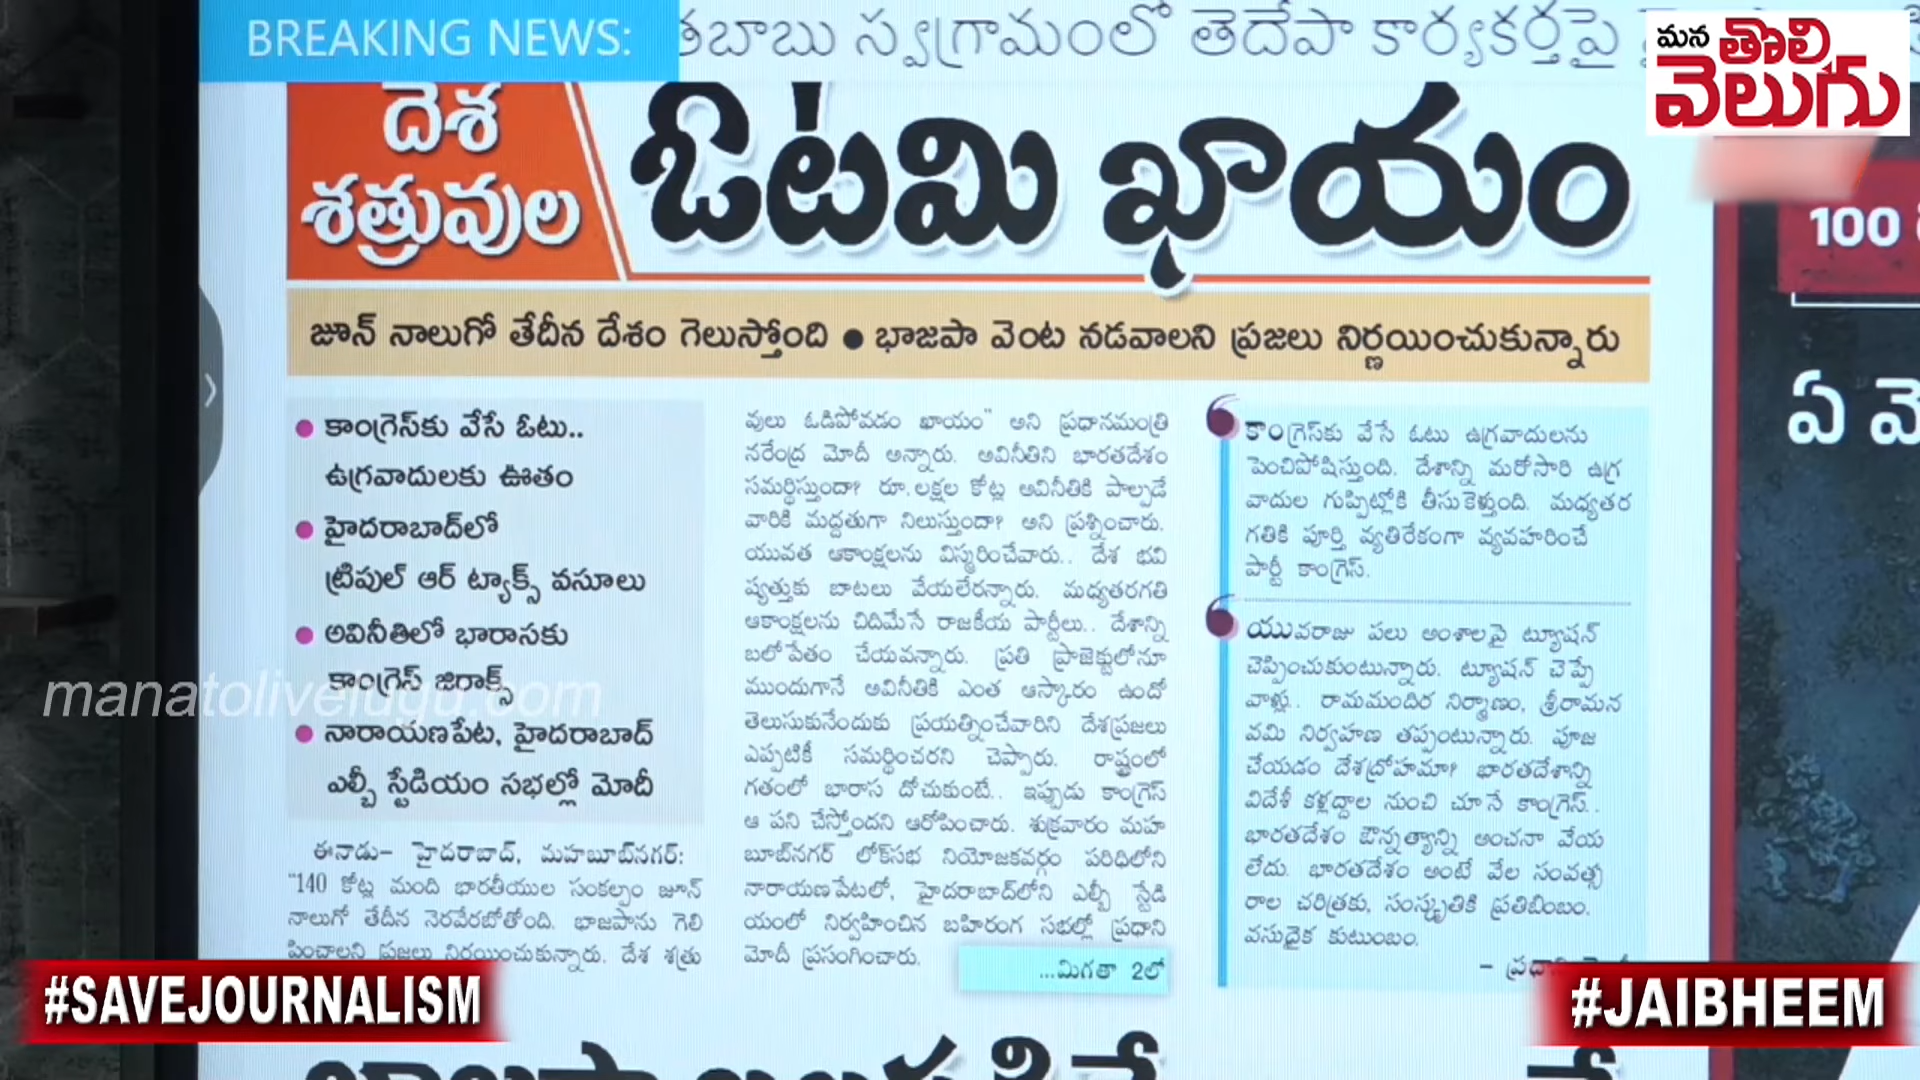 BREAKING NEWS:
స్వగ్రామంలో తెదేపా కార్యకర్తపై
మన
తొలి
వెలుగు
దేశ
శత్రువుల
ఓటమి ఖాయం
100
జూన్ నాలుగో తేదీన దేశం గెలుస్తోంది ● భాజపా వెంట నడవాలని ప్రజలు నిర్ణయించుకున్నారు
● కాంగ్రెస్‌కు వేసే ఓటు..
ఉగ్రవాదులకు ఊతం
● హైదరాబాద్‌లో
ట్రిపుల్ ఆర్ ట్యాక్స్ వసూలు
● అవినీతిలో భారాసకు
కాంగ్రెస్ జిరాక్స్
● నారాయణపేట, హైదరాబాద్
ఎల్బీ స్టేడియం సభల్లో మోదీ
ఈనాడు- హైదరాబాద్, మహబూబ్‌నగర్:
"140 కోట్ల మంది భారతీయుల సంకల్పం జూన్
నాలుగో తేదీన నెరవేరబోతోంది. భాజపాను గెలి
పించాలని ప్రజలు నిర్ణయించుకున్నారు. దేశ శత్రు
వులు ఓడిపోవడం ఖాయం" అని ప్రధానమంత్రి
నరేంద్ర మోదీ అన్నారు. అవినీతిని భారతదేశం
సమర్థిస్తుందా? రూ.లక్షల కోట్ల అవినీతికి పాల్పడే
వారికి మద్దతుగా నిలుస్తుందా? అని ప్రశ్నించారు.
యువత ఆకాంక్షలను విస్మరించేవారు.. దేశ భవి
ష్యత్తుకు బాటలు వేయలేరన్నారు. మధ్యతరగతి
ఆకాంక్షలను చిదిమేసే రాజకీయ పార్టీలు.. దేశాన్ని
బలోపేతం చేయవన్నారు. ప్రతి ప్రాజెక్టులోనూ
ముందుగానే అవినీతికి ఎంత ఆస్కారం ఉందో
తెలుసుకునేందుకు ప్రయత్నించేవారిని దేశప్రజలు
ఎప్పటికీ సమర్థించరని చెప్పారు. రాష్ట్రంలో
గతంలో భారాస దోచుకుంటే.. ఇప్పుడు కాంగ్రెస్
ఆ పని చేస్తోందని ఆరోపించారు. శుక్రవారం మహ
బూబ్‌నగర్ లోక్‌సభ నియోజకవర్గం పరిధిలోని
నారాయణపేటలో, హైదరాబాద్‌లోని ఎల్బీ స్టేడి
యంలో నిర్వహించిన బహిరంగ సభల్లో ప్రధాని
మోదీ ప్రసంగించారు.
...మిగతా 2లో
కాంగ్రెస్‌కు వేసే ఓటు ఉగ్రవాదులను
పెంచిపోషిస్తుంది. దేశాన్ని మరోసారి ఉగ్ర
వాదుల గుప్పిట్లోకి తీసుకెళ్తుంది. మధ్యతర
గతికి పూర్తి వ్యతిరేకంగా వ్యవహరించే
పార్టీ కాంగ్రెస్.
యువరాజు పలు అంశాలపై ట్యూషన్
చెప్పించుకుంటున్నారు. ట్యూషన్ చెప్పే
వాళ్లు.. రామమందిర నిర్మాణం, శ్రీరామన
వమి నిర్వహణ తప్పంటున్నారు. పూజ
చేయడం దేశద్రోహమా? భారతదేశాన్ని
విదేశీ కళ్లద్దాల నుంచి చూసే కాంగ్రెస్..
భారతదేశం ఔన్నత్యాన్ని అంచనా వేయ
లేదు. భారతదేశం అంటే వేల సంవత్స
రాల చరిత్రకు, సంస్కృతికి ప్రతిబింబం.
వసుధైక కుటుంబం.
manatolivelugu.com
#SAVEJOURNALISM
#JAIBHEEM